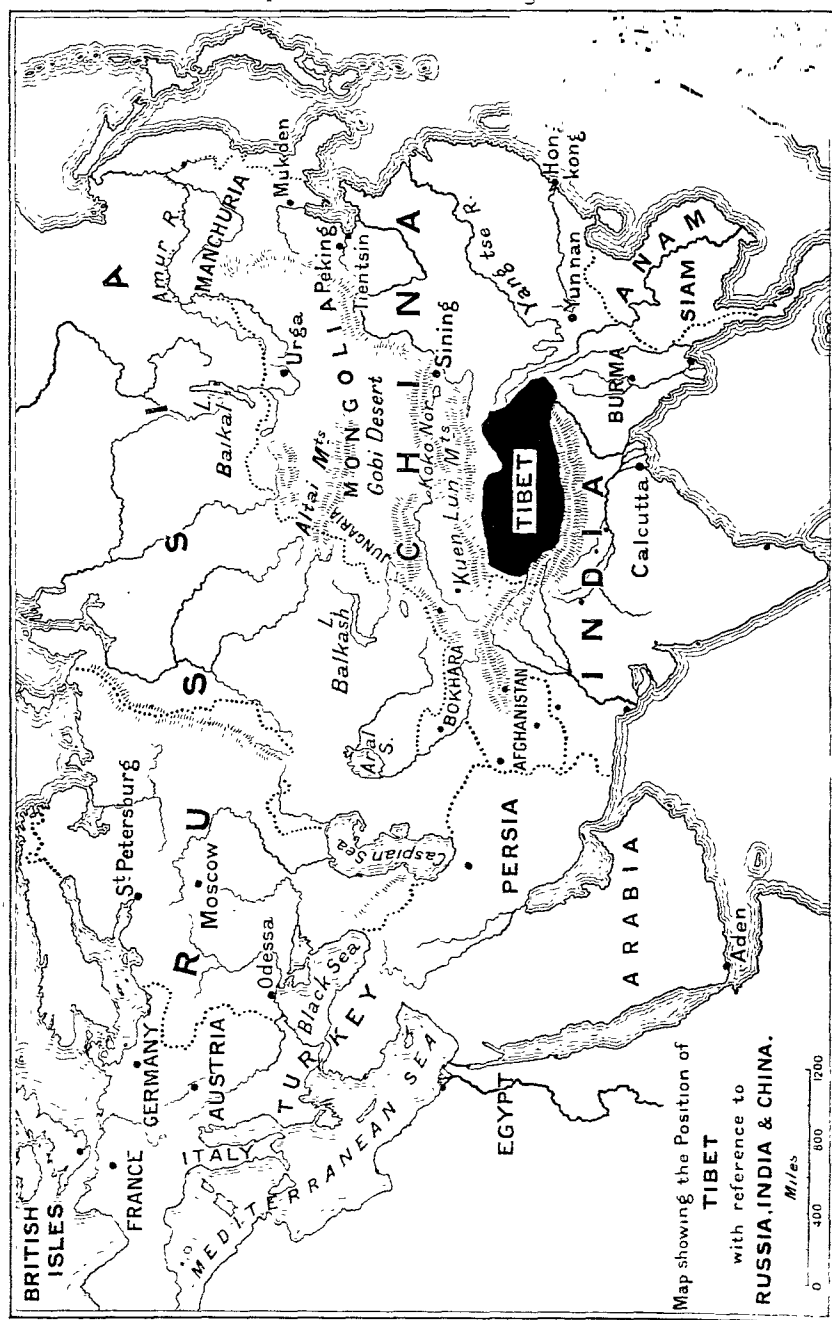 BRITISH
ISLES
FRANCE
GERMANY
AUSTRIA
ITALY
MEDITERRANEAN SEA
TURKEY
Black Sea
Odessa
Moscow
St Petersburg
RUSSIA
Caspian Sea
Aral
S.
BOKHARA
L.
Balkash
Altai Mts
JUNGARIA
L.
Baikal
Urga
Amur R.
MANCHURIA
Mukden
MONGOLIA
Gobi Desert
Peking
Tientsin
CHINA
Koko Nor
Sining
Kuen Lun Mts
Yangtse R.
Hon
kong
Yunnan
TIBET
ANAM
SIAM
BURMA
INDIA
Calcutta
AFGHANISTAN
PERSIA
ARABIA
Aden
EGYPT
Map showing the Position of
TIBET
with reference to
RUSSIA, INDIA & CHINA.
Miles
0 400 800 1200